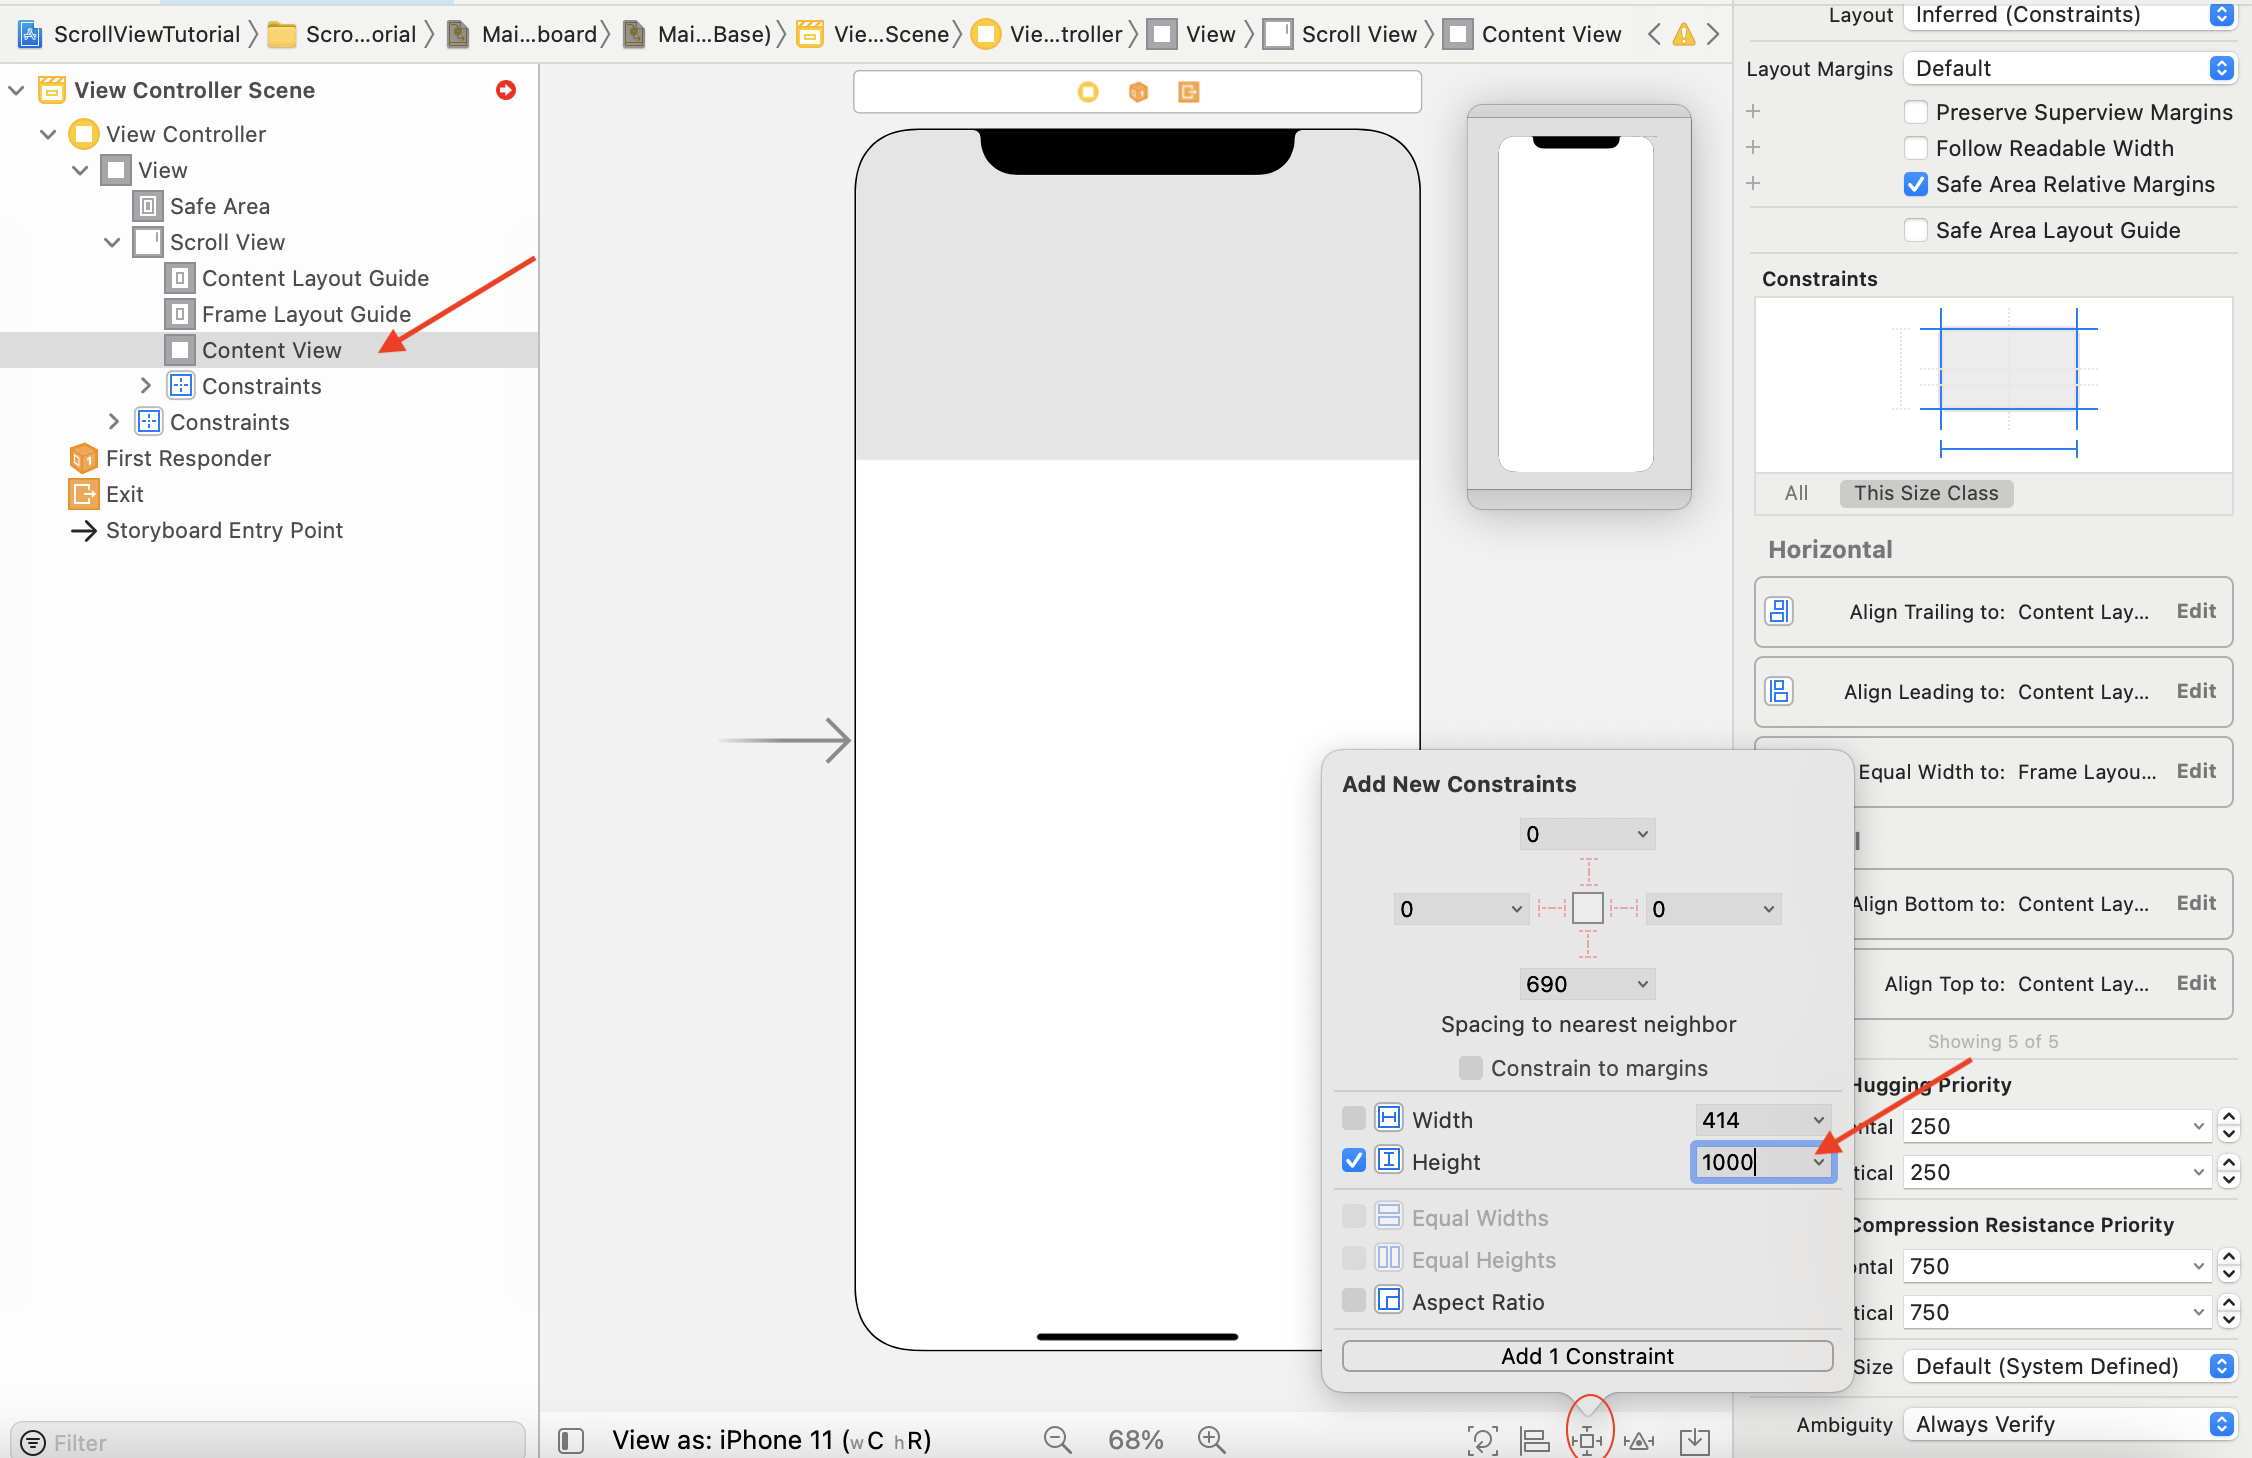 ScrollViewTutorial
Scro...orial
Mai...board
Mai...Base)
Vie...Scene
Vie...troller
View
Scroll View
Content View
View Controller Scene
View Controller
View
Safe Area
Scroll View
Content Layout Guide
Frame Layout Guide
Content View
Constraints
Constraints
First Responder
Exit
Storyboard Entry Point
Filter
View as: iPhone 11 (wC hR)
68%
Add New Constraints
0
0
0
690
Spacing to nearest neighbor
Constrain to margins
Width 414
Height 1000
Equal Widths
Equal Heights
Aspect Ratio
Add 1 Constraint
Layout Inferred (Constraints)
Layout Margins Default
Preserve Superview Margins
Follow Readable Width
Safe Area Relative Margins
Safe Area Layout Guide
Constraints
All This Size Class
Horizontal
Align Trailing to: Content Lay... Edit
Align Leading to: Content Lay... Edit
Equal Width to: Frame Layou... Edit
l
Align Bottom to: Content Lay... Edit
Align Top to: Content Lay... Edit
Showing 5 of 5
Hugging Priority
ntal 250
tical 250
Compression Resistance Priority
ontal 750
tical 750
Size Default (System Defined)
Ambiguity Always Verify